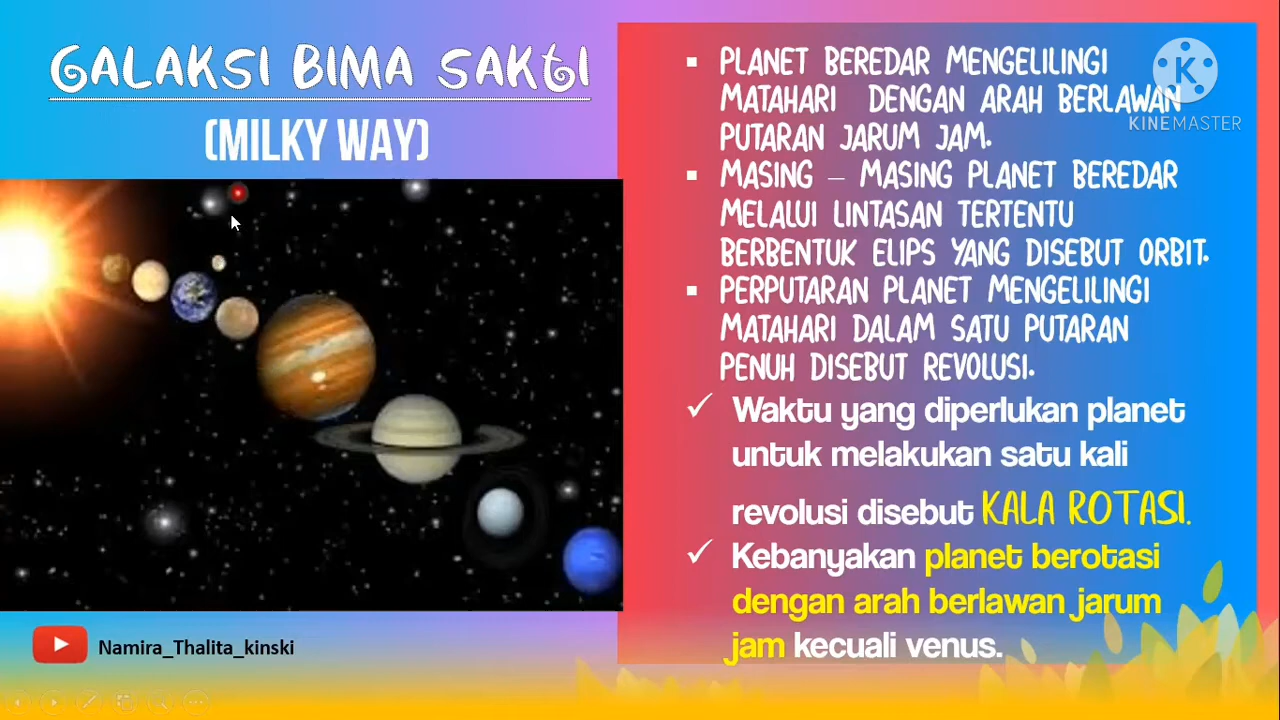 GALAKSI BIMA SAKTI
(MILKY WAY)
▪ PLANET BEREDAR MENGELILINGI
MATAHARI DENGAN ARAH BERLAWAN
PUTARAN JARUM JAM.
▪ MASING – MASING PLANET BEREDAR
MELALUI LINTASAN TERTENTU
BERBENTUK ELIPS YANG DISEBUT ORBIT.
▪ PERPUTARAN PLANET MENGELILINGI
MATAHARI DALAM SATU PUTARAN
PENUH DISEBUT REVOLUSI.
✓ Waktu yang diperlukan planet
untuk melakukan satu kali
revolusi disebut KALA ROTASI.
✓ Kebanyakan planet berotasi
dengan arah berlawan jarum
jam kecuali venus.
K
KINEMASTER
Namira_Thalita_kinski